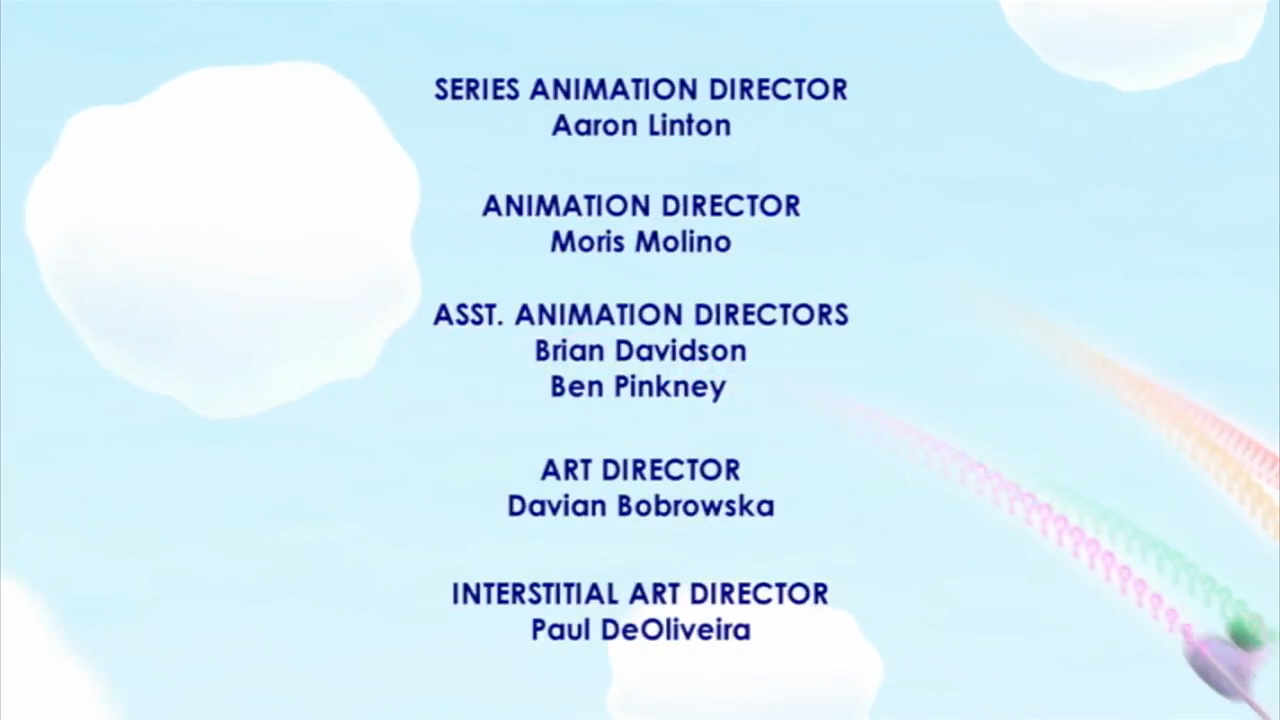 SERIES ANIMATION DIRECTOR
Aaron Linton
ANIMATION DIRECTOR
Moris Molino
ASST. ANIMATION DIRECTORS
Brian Davidson
Ben Pinkney
ART DIRECTOR
Davian Bobrowska
INTERSTITIAL ART DIRECTOR
Paul DeOliveira